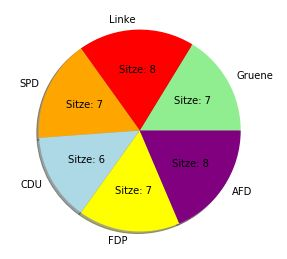 Linke
Sitze: 8
Gruene
Sitze: 7
SPD
Sitze: 7
CDU
Sitze: 6
FDP
Sitze: 7
AFD
Sitze: 8